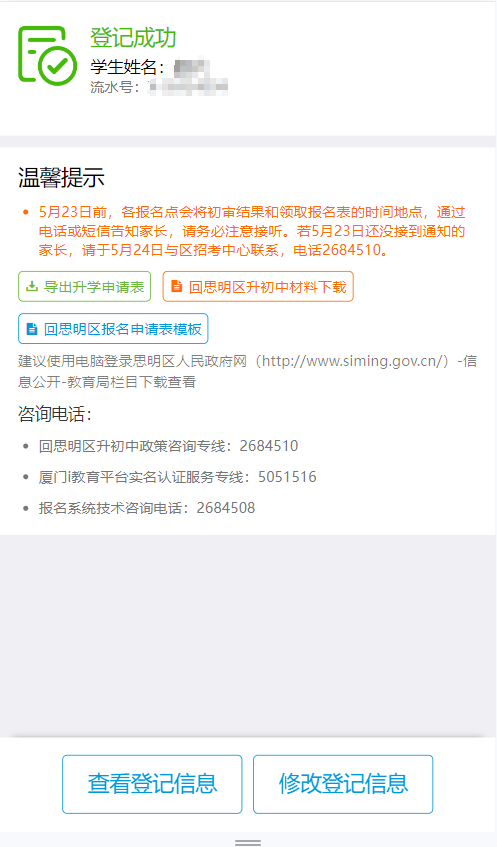 登记成功
学生姓名：
流水号：
温馨提示
5月23日前，各报名点会将初审结果和领取报名表的时间地点，通过
电话或短信告知家长，请务必注意接听。若5月23日还没接到通知的
家长，请于5月24日与区招考中心联系，电话2684510。
导出升学申请表 回思明区升初中材料下载
回思明区报名申请表模板
建议使用电脑登录思明区人民政府网（http://www.siming.gov.cn/）-信
息公开-教育局栏目下载查看
咨询电话：
回思明区升初中政策咨询专线：2684510
厦门i教育平台实名认证服务专线：5051516
报名系统技术咨询电话：2684508
查看登记信息 修改登记信息